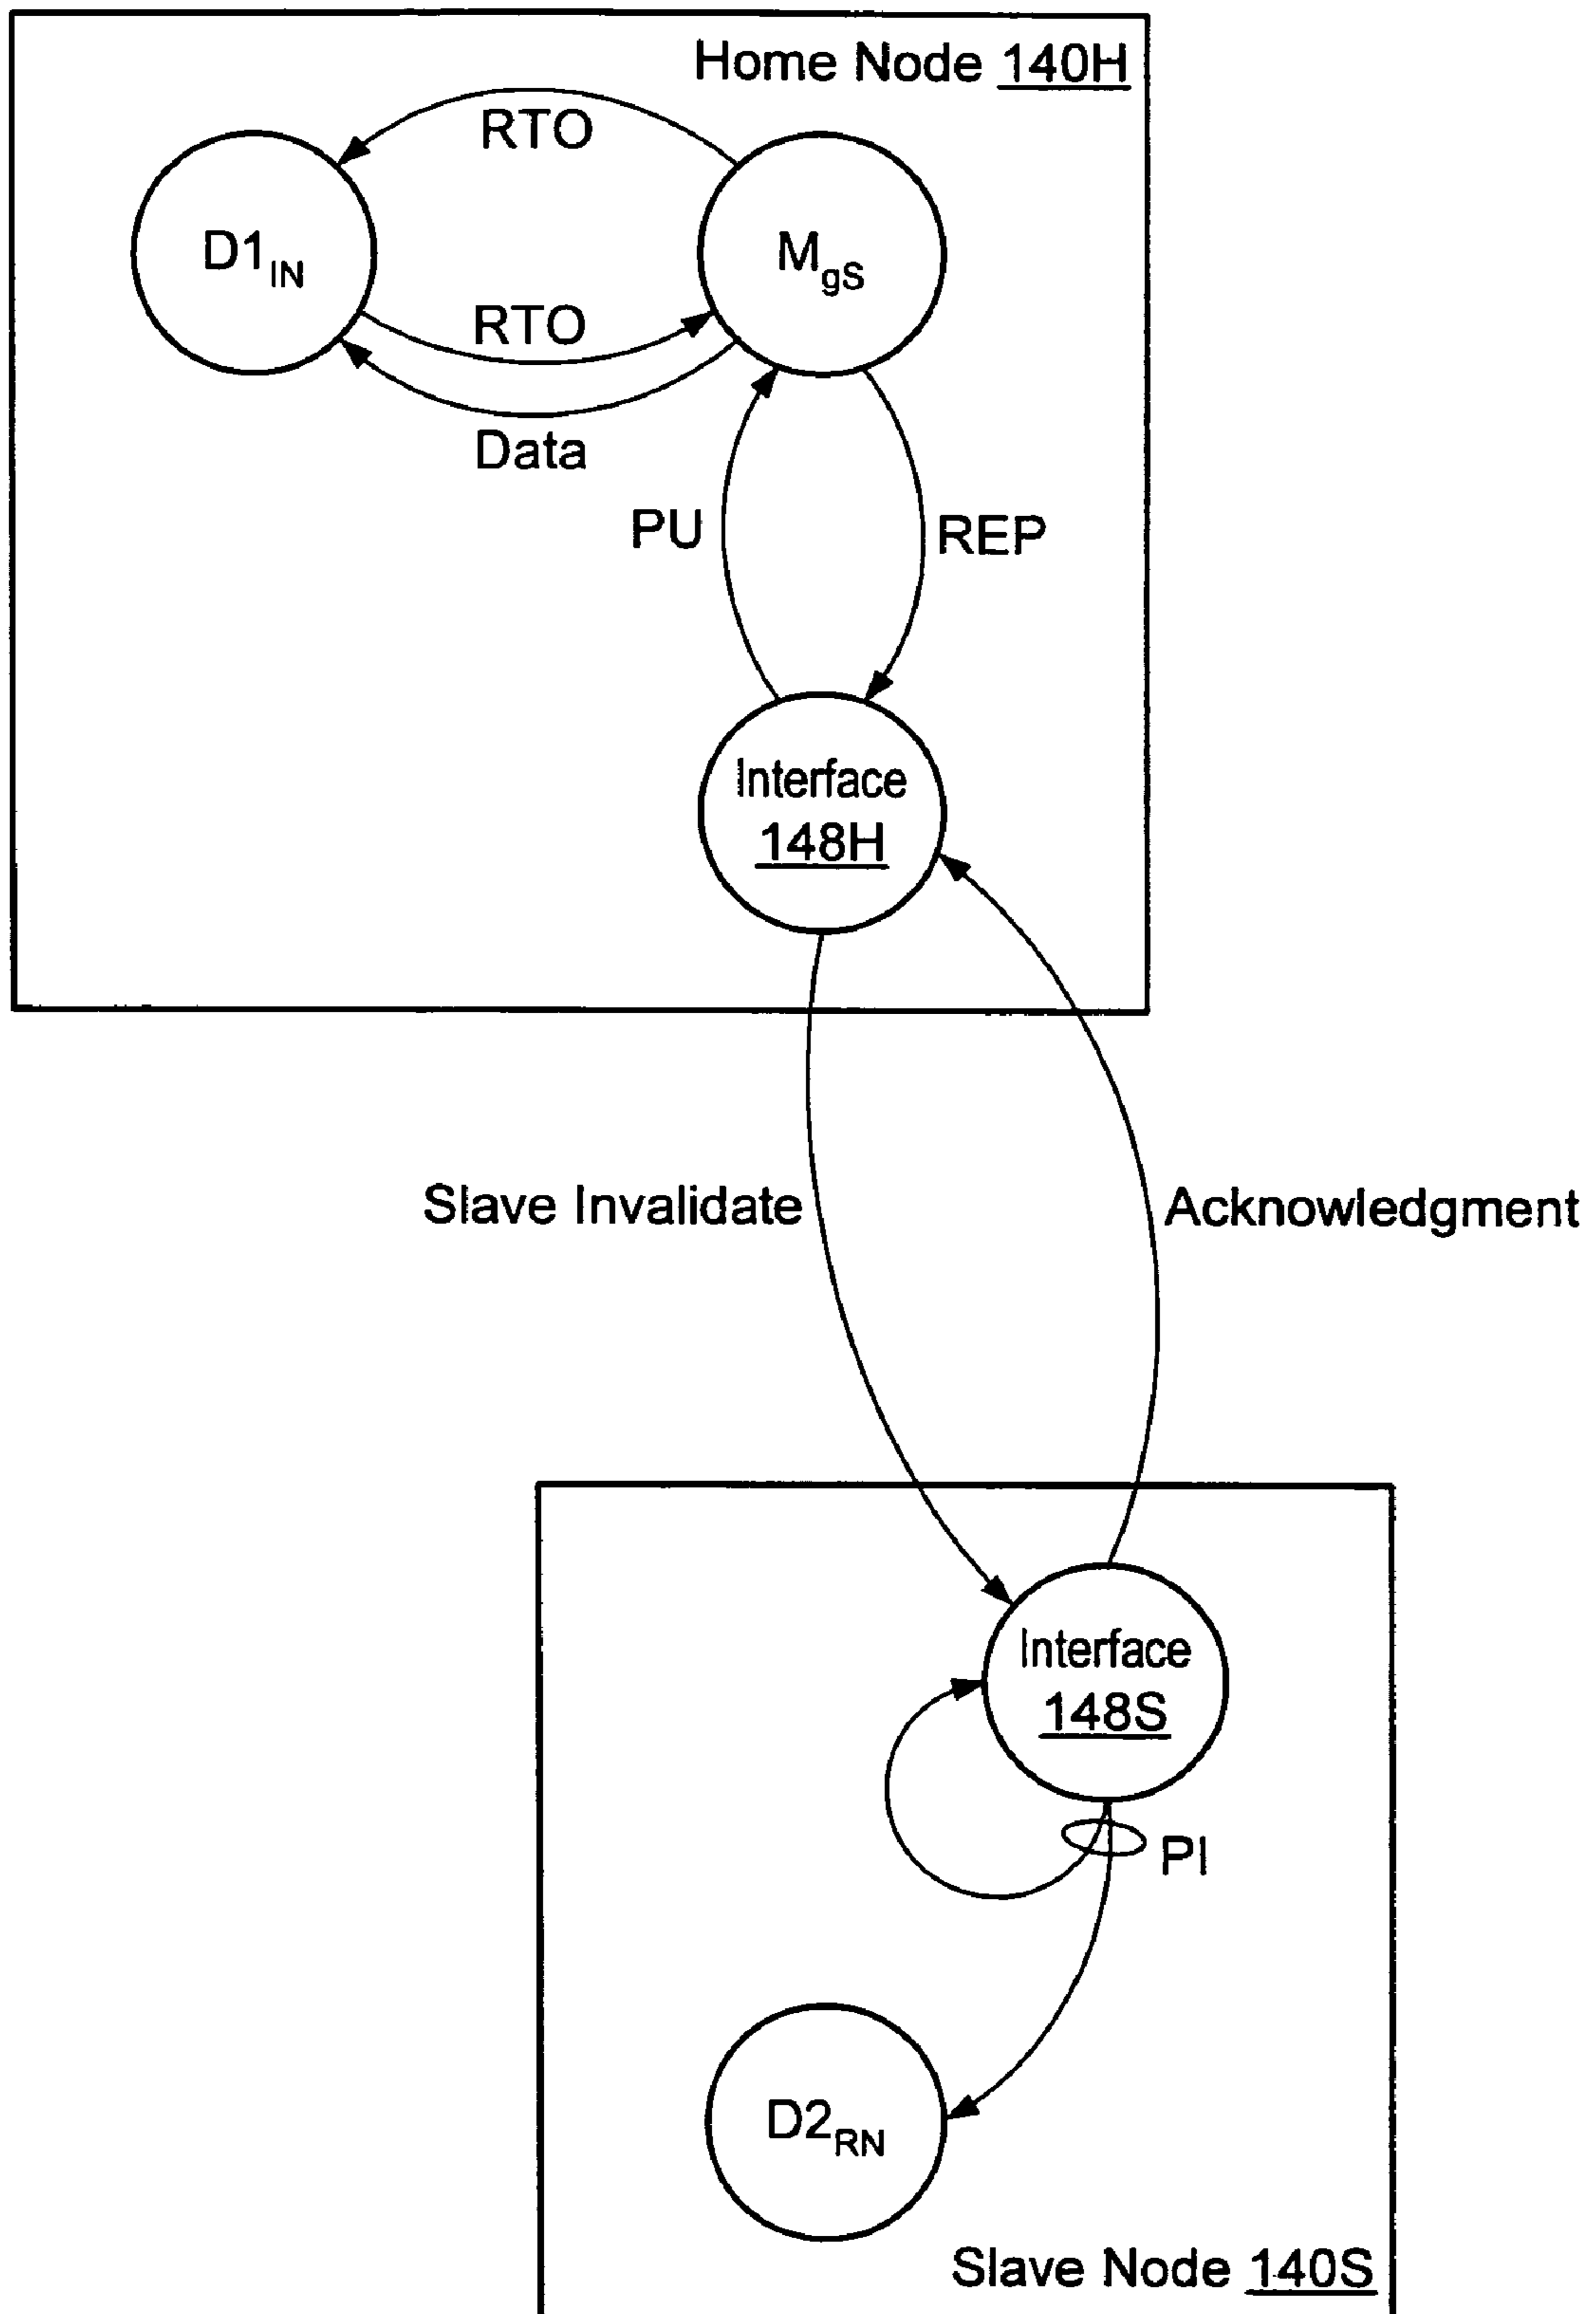 Home Node 140H
RTO
D1IN
MgS
RTO
Data
PU
REP
Interface
148H
Slave Invalidate
Acknowledgment
Interface
148S
PI
D2RN
Slave Node 140S